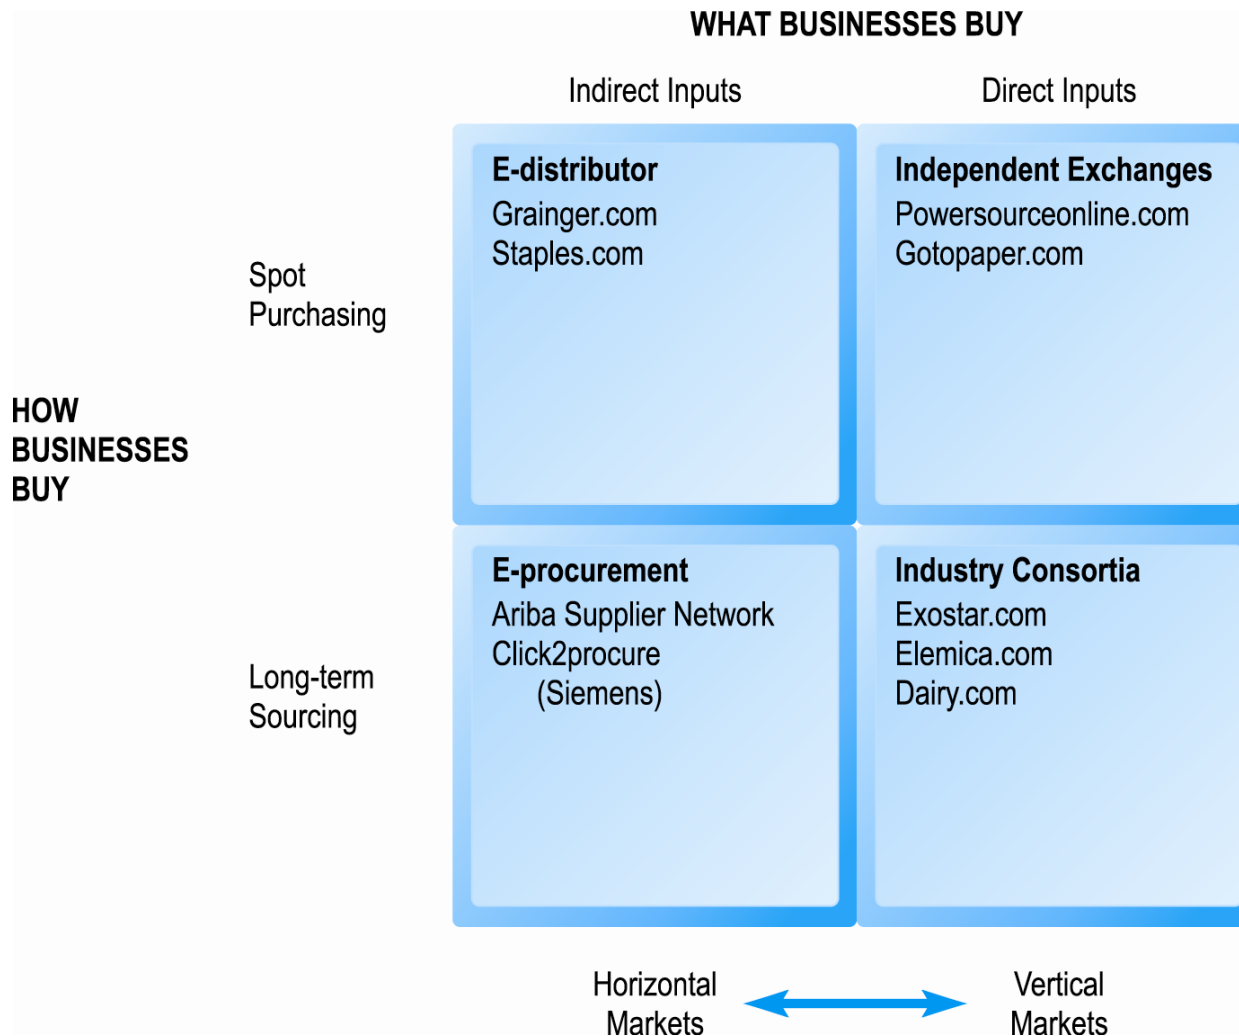 WHAT BUSINESSES BUY
Indirect Inputs
Direct Inputs
E-distributor
Grainger.com
Staples.com
Independent Exchanges
Powersourceonline.com
Gotopaper.com
Spot
Purchasing
HOW
BUSINESSES
BUY
E-procurement
Ariba Supplier Network
Click2procure
(Siemens)
Industry Consortia
Exostar.com
Elemica.com
Dairy.com
Long-term
Sourcing
Horizontal
Markets
Vertical
Markets